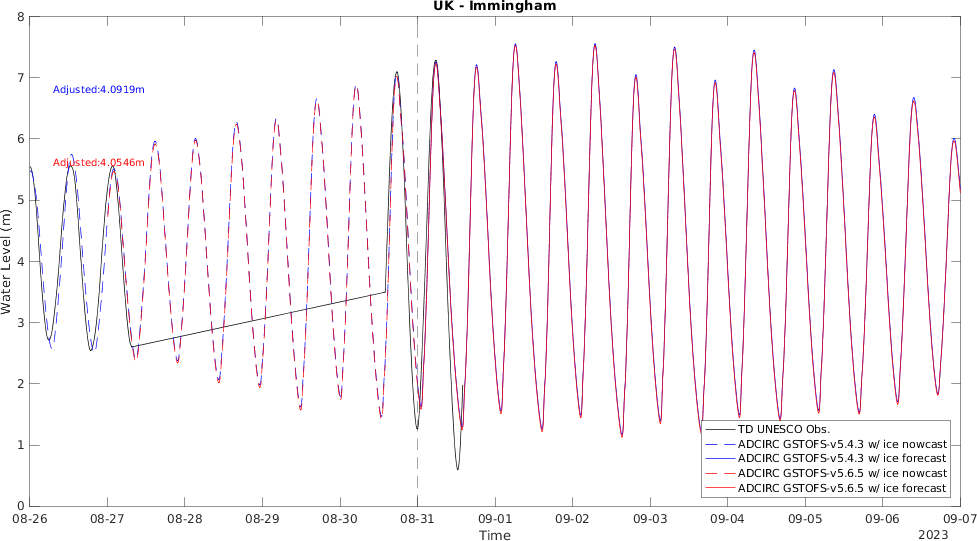 UK - Immingham
8
7
6
5
4
3
2
1
0
Water Level (m)
Adjusted:4.0919m
Adjusted:4.0546m
TD UNESCO Obs.
ADCIRC GSTOFS-v5.4.3 w/ ice nowcast
ADCIRC GSTOFS-v5.4.3 w/ ice forecast
ADCIRC GSTOFS-v5.6.5 w/ ice nowcast
ADCIRC GSTOFS-v5.6.5 w/ ice forecast
08-26 08-27 08-28 08-29 08-30 08-31 09-01 09-02 09-03 09-04 09-05 09-06 09-07
Time
2023